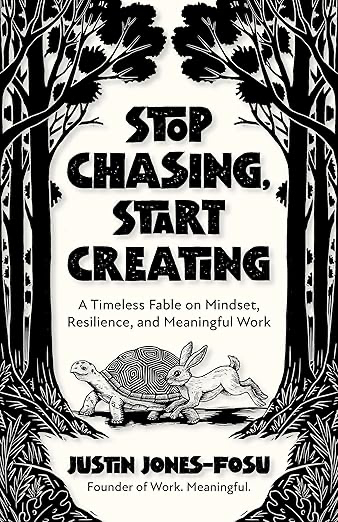 STOP
CHASING,
START
CREATING
A Timeless Fable on Mindset,
Resilience, and Meaningful Work
JUSTIN JONES-FOSU
Founder of Work. Meaningful.